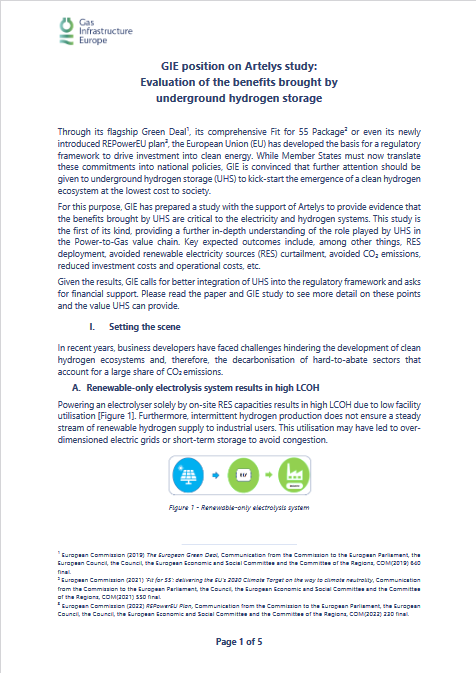 Gas
Infrastructure
Europe
GIE position on Artelys study:
Evaluation of the benefits brought by
underground hydrogen storage
Through its flagship Green Deal¹, its comprehensive Fit for 55 Package² or even its newly
introduced REPowerEU plan³, the European Union (EU) has developed the basis for a regulatory
framework to drive investment into clean energy. While Member States must now translate
these commitments into national policies, GIE is convinced that further attention should be
given to underground hydrogen storage (UHS) to kick-start the emergence of a clean hydrogen
ecosystem at the lowest cost to society.
For this purpose, GIE has prepared a study with the support of Artelys to provide evidence that
the benefits brought by UHS are critical to the electricity and hydrogen systems. This study is
the first of its kind, providing a further in-depth understanding of the role played by UHS in
the Power-to-Gas value chain. Key expected outcomes include, among other things, RES
deployment, avoided renewable electricity sources (RES) curtailment, avoided CO₂ emissions,
reduced investment costs and operational costs, etc.
Given the results, GIE calls for better integration of UHS into the regulatory framework and asks
for financial support. Please read the paper and GIE study to see more detail on these points
and the value UHS can provide.
I. Setting the scene
In recent years, business developers have faced challenges hindering the development of clean
hydrogen ecosystems and, therefore, the decarbonisation of hard-to-abate sectors that
account for a large share of CO₂ emissions.
A. Renewable-only electrolysis system results in high LCOH
Powering an electrolyser solely by on-site RES capacities results in high LCOH due to low facility
utilisation [Figure 1]. Furthermore, intermittent hydrogen production does not ensure a steady
stream of renewable hydrogen supply to industrial users. This utilisation may have led to over-
dimensioned electric grids or short-term storage to avoid congestion.
Figure 1 - Renewable-only electrolysis system
¹ European Commission (2019) The European Green Deal, Communication from the Commission to the European Parliament, the
European Council, the Council, the European Economic and Social Committee and the Committee of the Regions, COM(2019) 640
final.
² European Commission (2021) 'Fit for 55': delivering the EU's 2030 Climate Target on the way to climate neutrality, Communication
from the Commission to the European Parliament, the Council, the European Economic and Social Committee and the Committee
of the Regions, COM(2021) 550 final.
³ European Commission (2022) REPowerEU Plan, Communication from the Commission to the European Parliament, the European
Council, the Council, the European Economic and Social Committee and the Committee of the Regions, COM(2022) 230 final.
Page 1 of 5